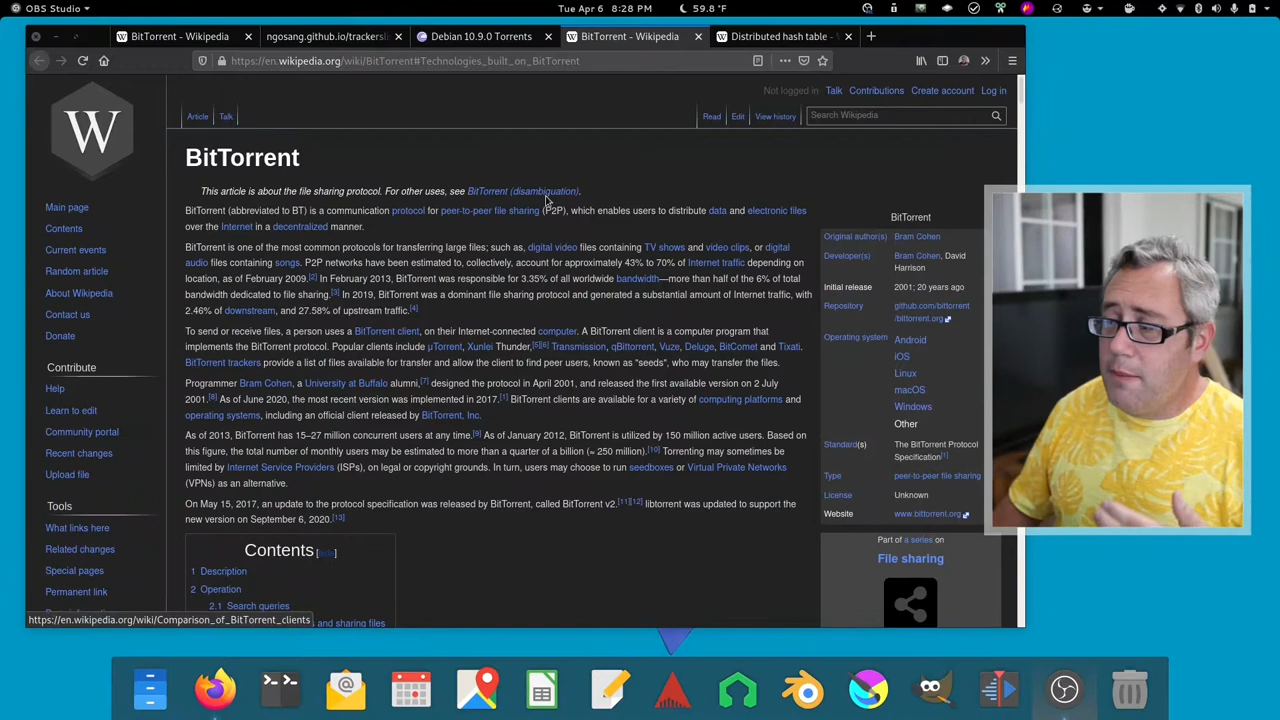 OBS Studio
Tue Apr 6 8:28 PM
59.8 °F
BitTorrent - Wikipedia
ngosang.github.io/trackerslis
Debian 10.9.0 Torrents
BitTorrent - Wikipedia
Distributed hash table -
https://en.wikipedia.org/wiki/BitTorrent#Technologies_built_on_BitTorrent
Not logged in Talk Contributions Create account Log in
Article Talk
Read Edit View history
Search Wikipedia
W
Main page
Contents
Current events
Random article
About Wikipedia
Contact us
Donate
Contribute
Help
Learn to edit
Community portal
Recent changes
Upload file
Tools
What links here
Related changes
Special pages
Permanent link
BitTorrent
This article is about the file sharing protocol. For other uses, see BitTorrent (disambiguation).
BitTorrent (abbreviated to BT) is a communication protocol for peer-to-peer file sharing (P2P), which enables users to distribute data and electronic files
over the Internet in a decentralized manner.
BitTorrent is one of the most common protocols for transferring large files; such as, digital video files containing TV shows and video clips, or digital
audio files containing songs. P2P networks have been estimated to, collectively, account for approximately 43% to 70% of Internet traffic depending on
location, as of February 2009.[2] In February 2013, BitTorrent was responsible for 3.35% of all worldwide bandwidth—more than half of the 6% of total
bandwidth dedicated to file sharing.[3] In 2019, BitTorrent was a dominant file sharing protocol and generated a substantial amount of Internet traffic, with
2.46% of downstream, and 27.58% of upstream traffic.[4]
To send or receive files, a person uses a BitTorrent client, on their Internet-connected computer. A BitTorrent client is a computer program that
implements the BitTorrent protocol. Popular clients include μTorrent, Xunlei Thunder,[5][6] Transmission, qBittorrent, Vuze, Deluge, BitComet and Tixati.
BitTorrent trackers provide a list of files available for transfer and allow the client to find peer users, known as "seeds", who may transfer the files.
Programmer Bram Cohen, a University at Buffalo alumni,[7] designed the protocol in April 2001, and released the first available version on 2 July
2001.[8] As of June 2020, the most recent version was implemented in 2017.[1] BitTorrent clients are available for a variety of computing platforms and
operating systems, including an official client released by BitTorrent, Inc.
As of 2013, BitTorrent has 15–27 million concurrent users at any time.[9] As of January 2012, BitTorrent is utilized by 150 million active users. Based on
this figure, the total number of monthly users may be estimated to more than a quarter of a billion (≈ 250 million).[10] Torrenting may sometimes be
limited by Internet Service Providers (ISPs), on legal or copyright grounds. In turn, users may choose to run seedboxes or Virtual Private Networks
(VPNs) as an alternative.
On May 15, 2017, an update to the protocol specification was released by BitTorrent, called BitTorrent v2.[11][12] libtorrent was updated to support the
new version on September 6, 2020.[13]
Contents
1 Description
2 Operation
2.1 Search queries
s and sharing files
BitTorrent
Original author(s) Bram Cohen
Developer(s) Bram Cohen, David
Harrison
Initial release 2001; 20 years ago
Repository github.com/bittorrent
/bittorrent.org
Operating system Android
iOS
Linux
macOS
Windows
Other
Standard(s) The BitTorrent Protocol
Specification[1]
Type peer-to-peer file sharing
License Unknown
Website www.bittorrent.org
Part of a series on
File sharing
https://en.wikipedia.org/wiki/Comparison_of_BitTorrent_clients